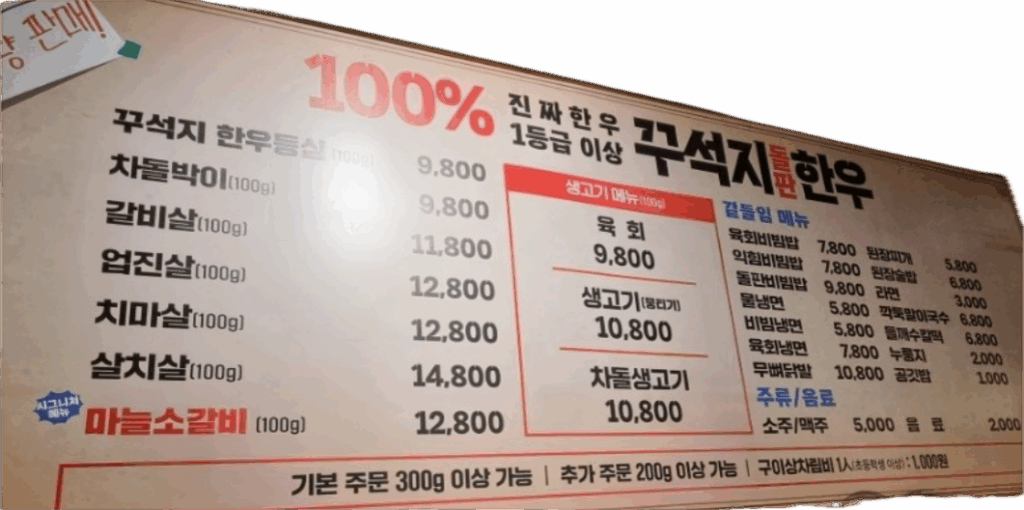 판매!
100% 진짜한우
1등급 이상 꾸석지돌판한우
꾸석지 한우등심(100g) 9,800
차돌박이(100g) 9,800
갈비살(100g) 11,800
업진살(100g) 12,800
치마살(100g) 12,800
살치살(100g) 14,800
시그니처 메뉴
마늘소갈비 (100g) 12,800
생고기 메뉴(100g)
육 회
9,800
생고기(뭉티기)
10,800
차돌생고기
10,800
곁들임 메뉴
육회비빔밥 7,800 된장찌개 5,800
익힘비빔밥 7,800 된장술밥 6,800
돌판비빔밥 9,800 라면 3,000
물냉면 5,800 깍둑말이국수 6,800
비빔냉면 5,800 들깨수제비 6,800
육회냉면 7,800 누룽지 2,000
무뼈닭발 10,800 공깃밥 1,000
주류/음료
소주/맥주 5,000 음 료 2,000
기본 주문 300g 이상 가능 | 추가 주문 200g 이상 가능 | 구이상차림비 1人(초등학생 이상) : 1,000원